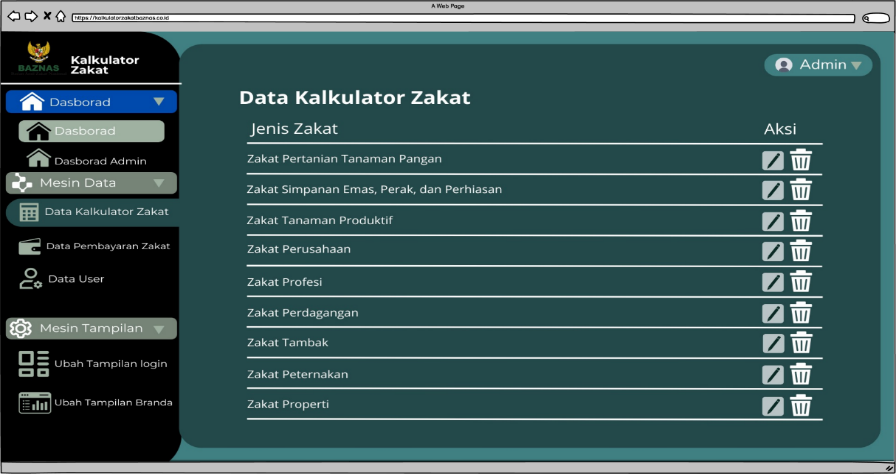 A Web Page
https://kalkulatorzakatbaznas.co.id
BAZNAS
Kalkulator
Zakat
Dasborad
Dasborad
Dasborad Admin
Mesin Data
Data Kalkulator Zakat
Data Pembayaran Zakat
Data User
Mesin Tampilan
Ubah Tampilan login
Ubah Tampilan Branda
Admin
Data Kalkulator Zakat
Jenis Zakat Aksi
Zakat Pertanian Tanaman Pangan
Zakat Simpanan Emas, Perak, dan Perhiasan
Zakat Tanaman Produktif
Zakat Perusahaan
Zakat Profesi
Zakat Perdagangan
Zakat Tambak
Zakat Peternakan
Zakat Properti